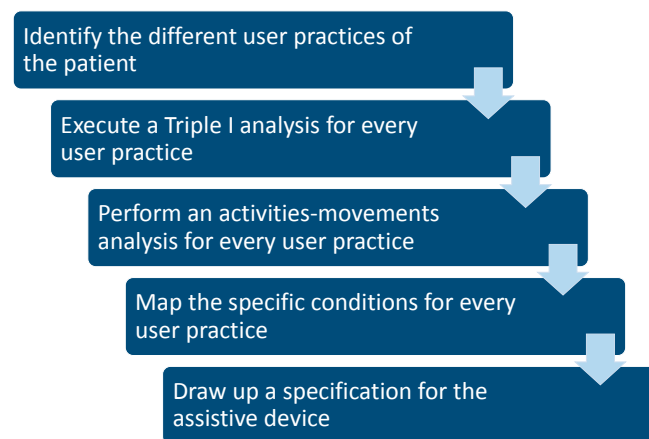 Identify the different user practices of
the patient
Execute a Triple I analysis for every
user practice
Perform an activities-movements
analysis for every user practice
Map the specific conditions for every
user practice
Draw up a specification for the
assistive device